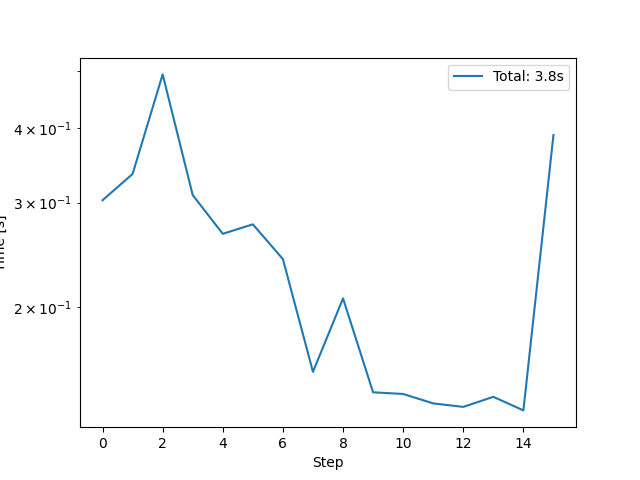 Total: 3.8s
4 × 10⁻¹
3 × 10⁻¹
2 × 10⁻¹
Time [s]
0 2 4 6 8 10 12 14
Step